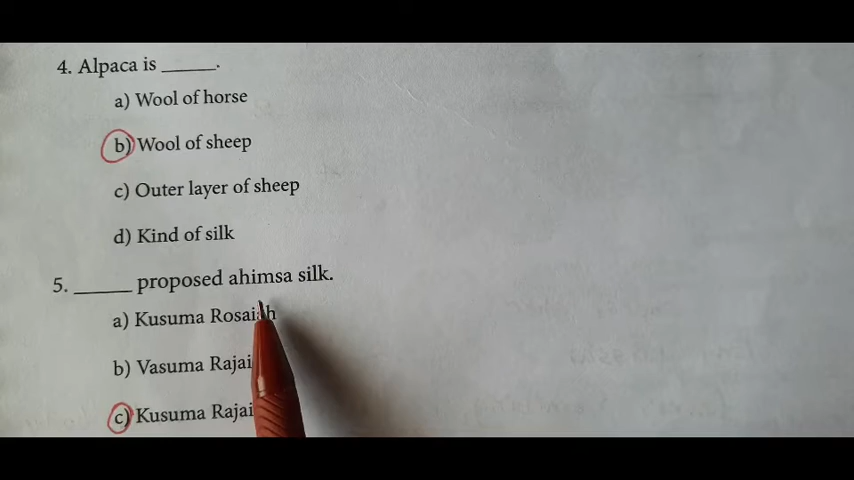 4. Alpaca is ______.
a) Wool of horse
b) Wool of sheep
c) Outer layer of sheep
d) Kind of silk
5. ______ proposed ahimsa silk.
a) Kusuma Rosaiah
b) Vasuma
c) Kusuma